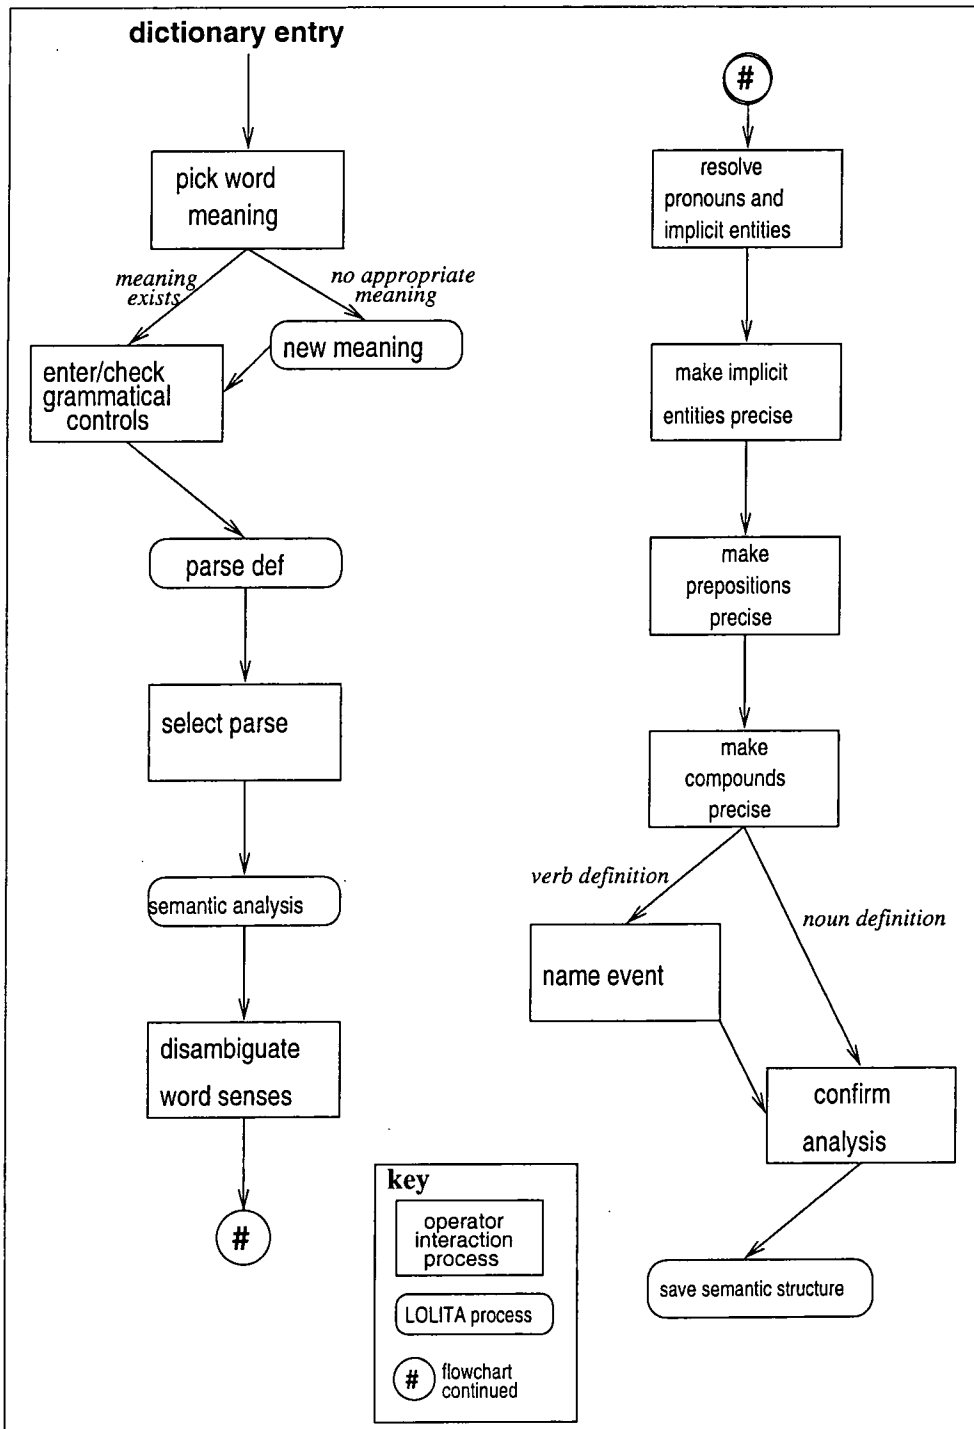 dictionary entry
pick word
meaning
meaning
exists
no appropriate
meaning
new meaning
enter/check
grammatical
controls
parse def
select parse
semantic analysis
disambiguate
word senses
#
#
resolve
pronouns and
implicit entities
make implicit
entities precise
make
prepositions
precise
make
compounds
precise
verb definition
noun definition
name event
confirm
analysis
save semantic structure
key
operator
interaction
process
LOLITA process
#
flowchart
continued